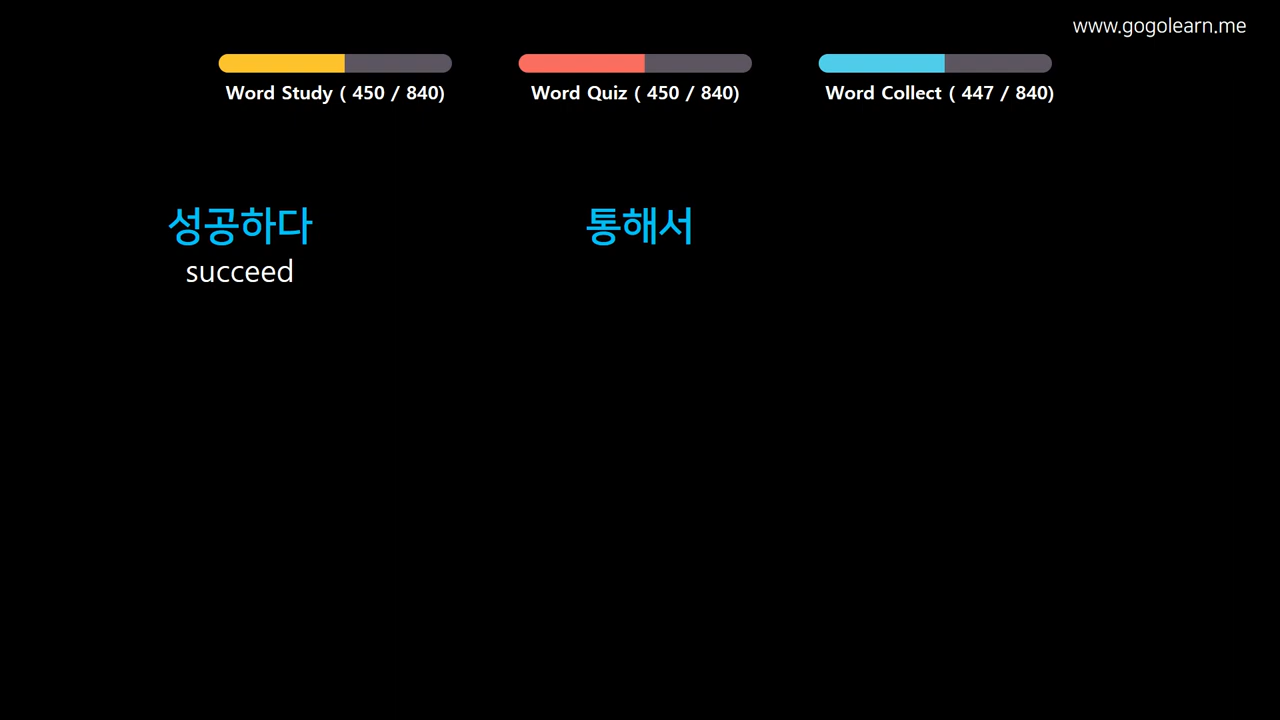 www.gogolearn.me
Word Study ( 450 / 840)
Word Quiz ( 450 / 840)
Word Collect ( 447 / 840)
성공하다
succeed
통해서